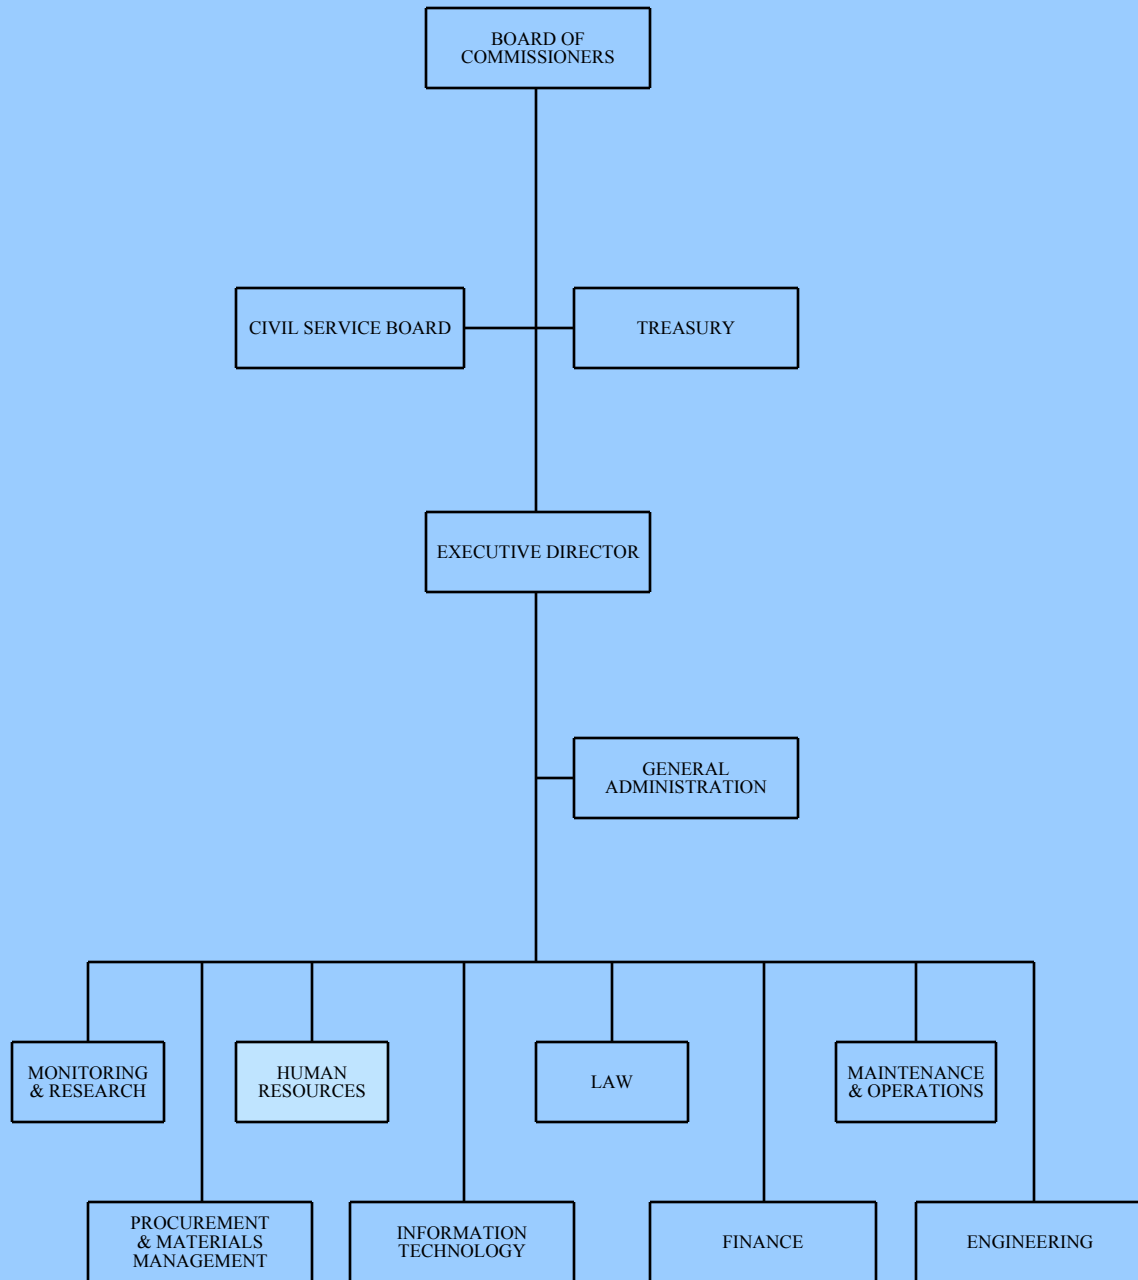 BOARD OF
COMMISSIONERS
CIVIL SERVICE BOARD
TREASURY
EXECUTIVE DIRECTOR
GENERAL
ADMINISTRATION
MONITORING
& RESEARCH
HUMAN
RESOURCES
LAW
MAINTENANCE
& OPERATIONS
PROCUREMENT
& MATERIALS
MANAGEMENT
INFORMATION
TECHNOLOGY
FINANCE
ENGINEERING